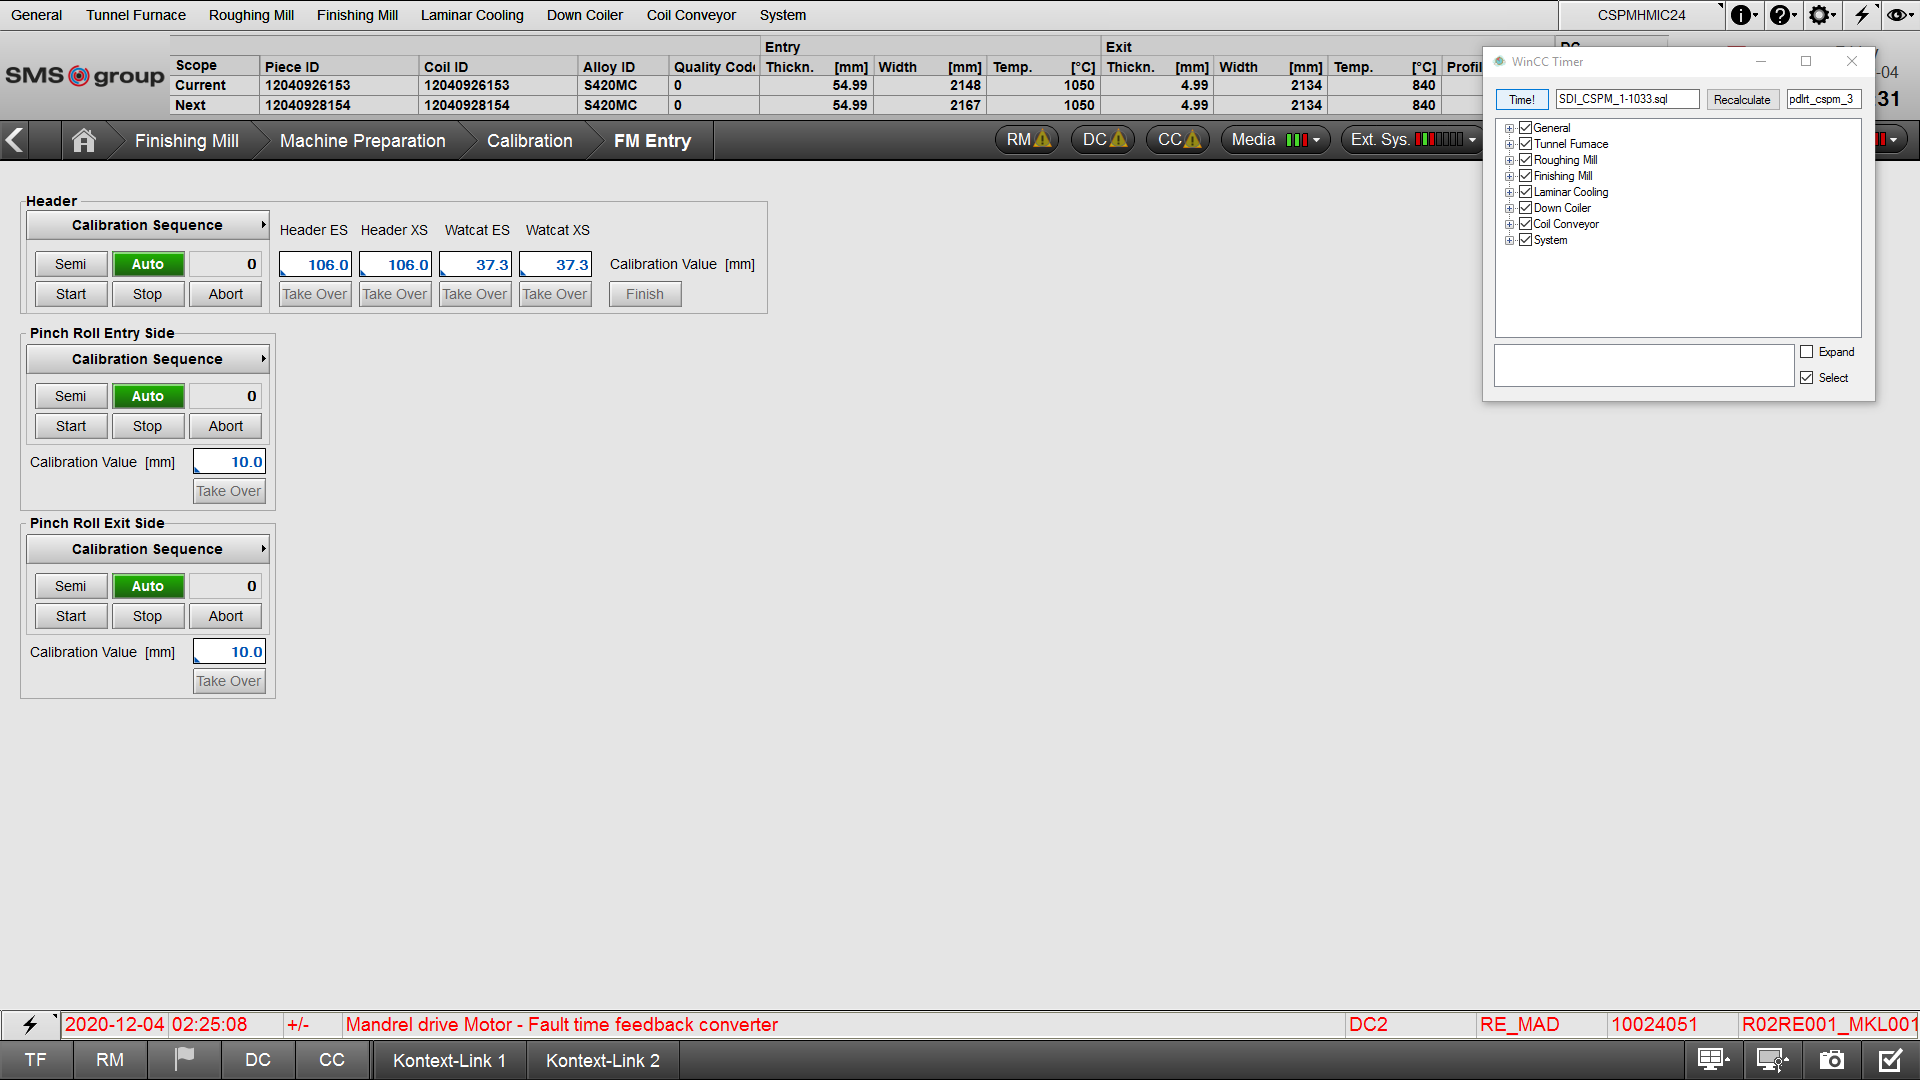 General Tunnel Furnace Roughing Mill Finishing Mill Laminar Cooling Down Coiler Coil Conveyor System CSPMHMIC24
Entry Exit
Scope Piece ID Coil ID Alloy ID Quality Code Thickn. [mm] Width [mm] Temp. [°C] Thickn. [mm] Width [mm] Temp. [°C] Profil
Current 12040926153 12040926153 S420MC 0 54.99 2148 1050 4.99 2134 840
Next 12040928154 12040928154 S420MC 0 54.99 2167 1050 4.99 2134 840
SMS group
-04
31
Finishing Mill Machine Preparation Calibration FM Entry RM DC CC Media Ext. Sys.
WinCC Timer
Time! SDI_CSPM_1-1033.sql Recalculate pdlrt_cspm_3
General
Tunnel Furnace
Roughing Mill
Finishing Mill
Laminar Cooling
Down Coiler
Coil Conveyor
System
Expand
Select
Header
Calibration Sequence Header ES Header XS Watcat ES Watcat XS
Semi Auto 0 106.0 106.0 37.3 37.3 Calibration Value [mm]
Start Stop Abort Take Over Take Over Take Over Take Over Finish
Pinch Roll Entry Side
Calibration Sequence
Semi Auto 0
Start Stop Abort
Calibration Value [mm] 10.0
Take Over
Pinch Roll Exit Side
Calibration Sequence
Semi Auto 0
Start Stop Abort
Calibration Value [mm] 10.0
Take Over
2020-12-04 02:25:08 +/- Mandrel drive Motor - Fault time feedback converter DC2 RE_MAD 10024051 R02RE001_MKL001
TF RM DC CC Kontext-Link 1 Kontext-Link 2